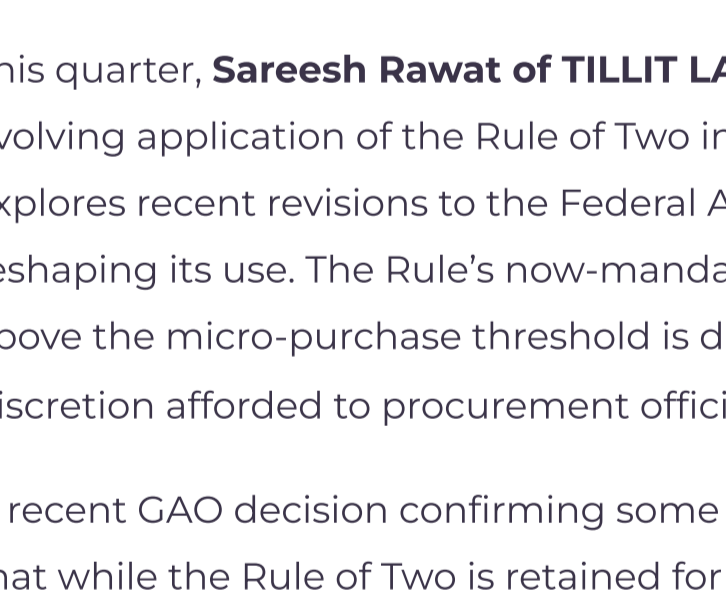 his quarter, Sareesh Rawat of TILLIT LA
volving application of the Rule of Two in
xplores recent revisions to the Federal A
eshaping its use. The Rule’s now-manda
bove the micro-purchase threshold is d
iscretion afforded to procurement offici
recent GAO decision confirming some
hat while the Rule of Two is retained for